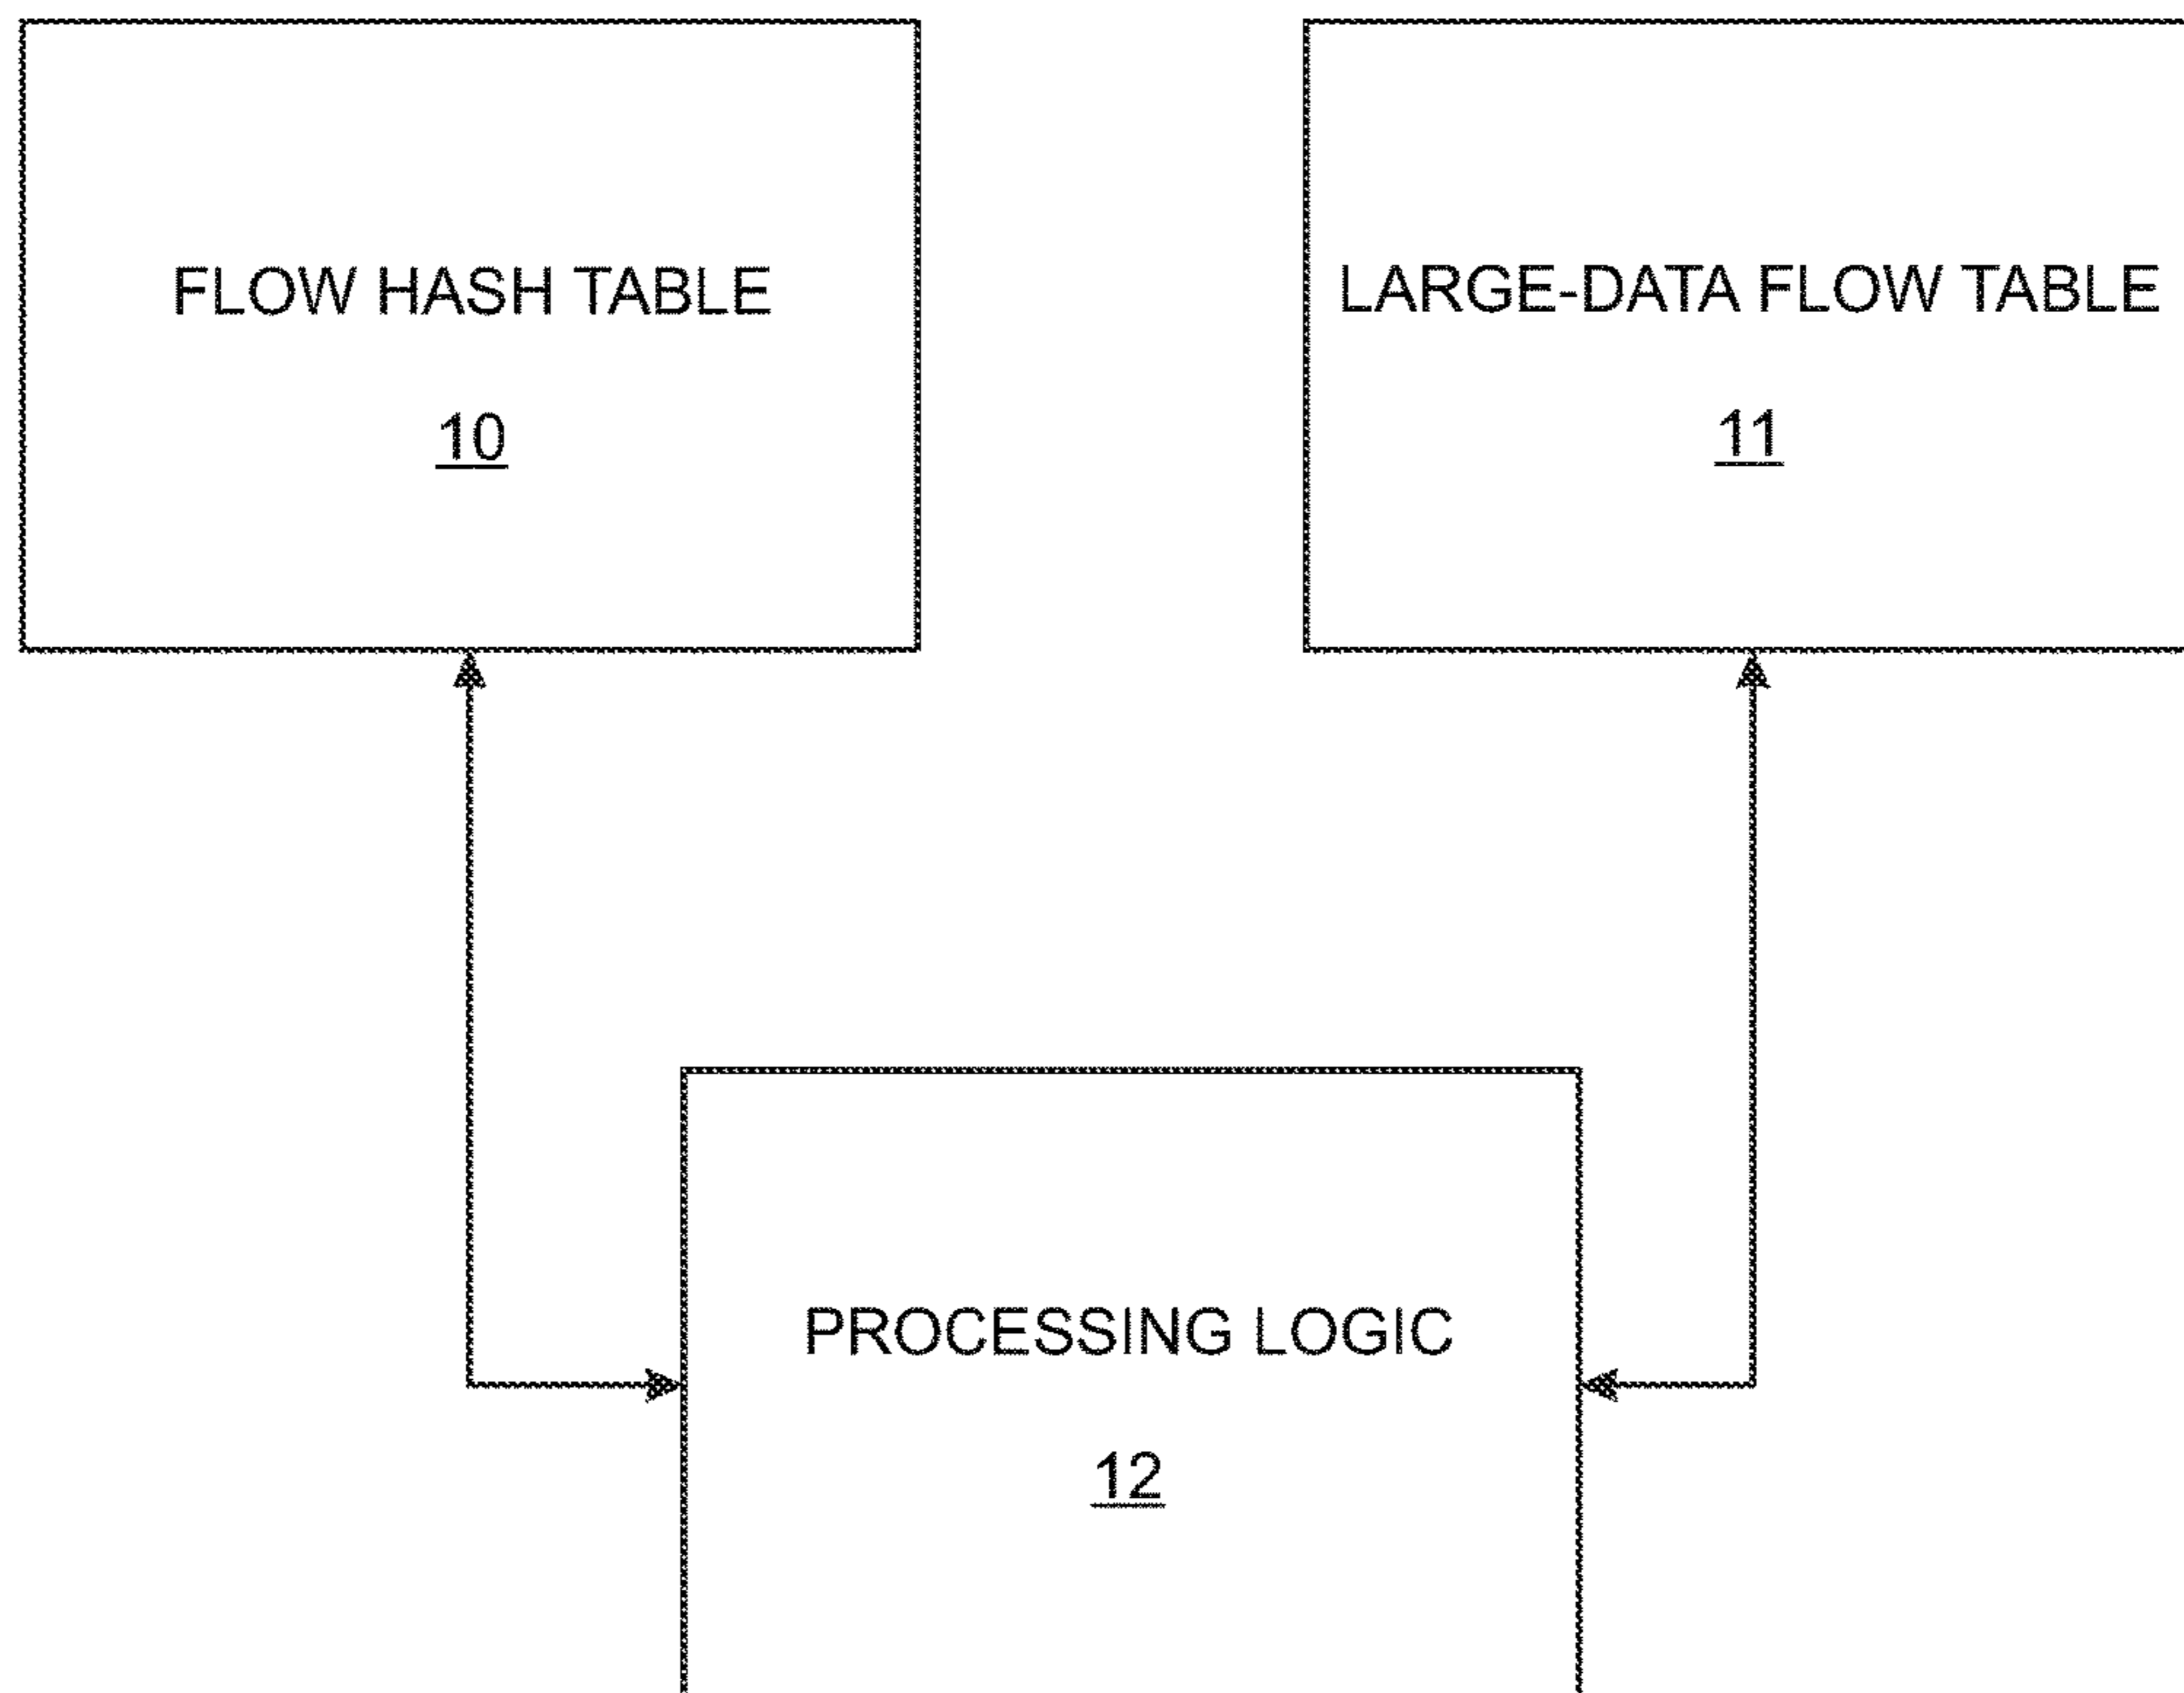 FLOW HASH TABLE
10
LARGE-DATA FLOW TABLE
11
PROCESSING LOGIC
12